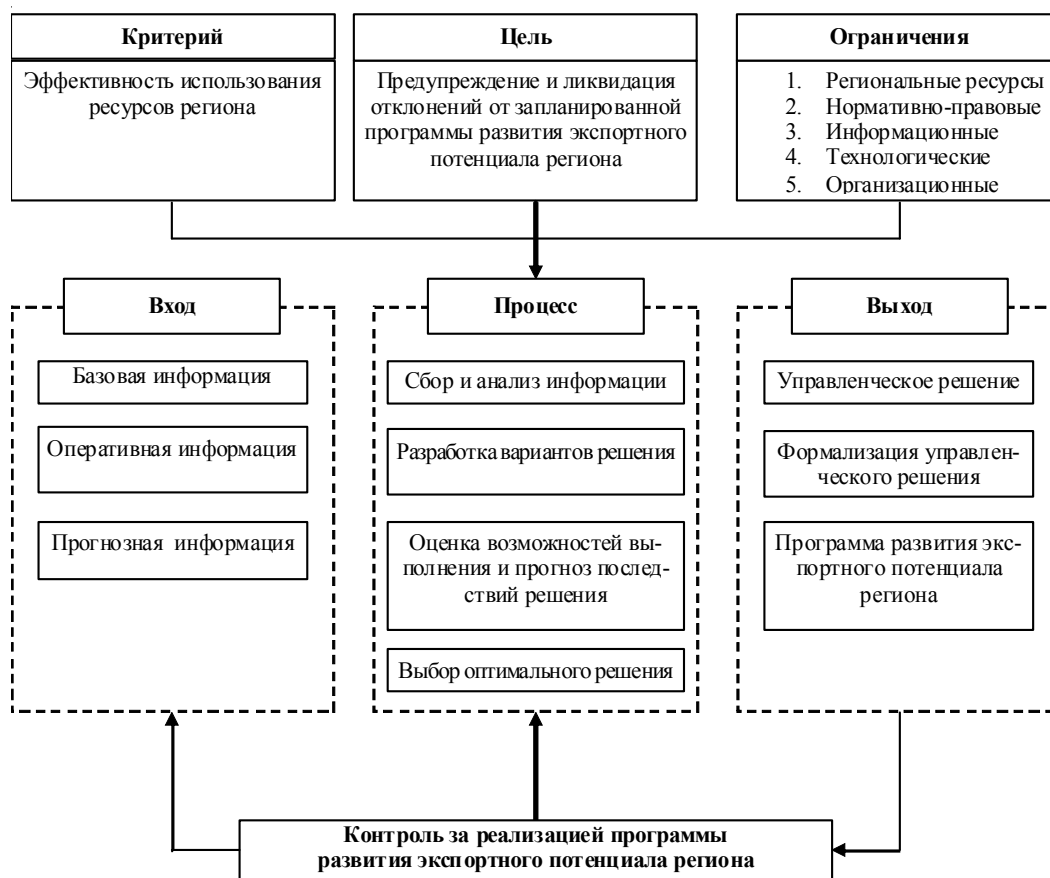 Критерий
Эффективность использования
ресурсов региона
Цель
Предупреждение и ликвидация
отклонений от запланированной
программы развития экспортного
потенциала региона
Ограничения
1. Региональные ресурсы
2. Нормативно-правовые
3. Информационные
4. Технологические
5. Организационные
Вход
Базовая информация
Оперативная информация
Прогнозная информация
Процесс
Сбор и анализ информации
Разработка вариантов решения
Оценка возможностей вы-
полнения и прогноз послед-
ствий решения
Выбор оптимального решения
Выход
Управленческое решение
Формализация управлен-
ческого решения
Программа развития экс-
портного потенциала
региона
Контроль за реализацией программы
развития экспортного потенциала региона